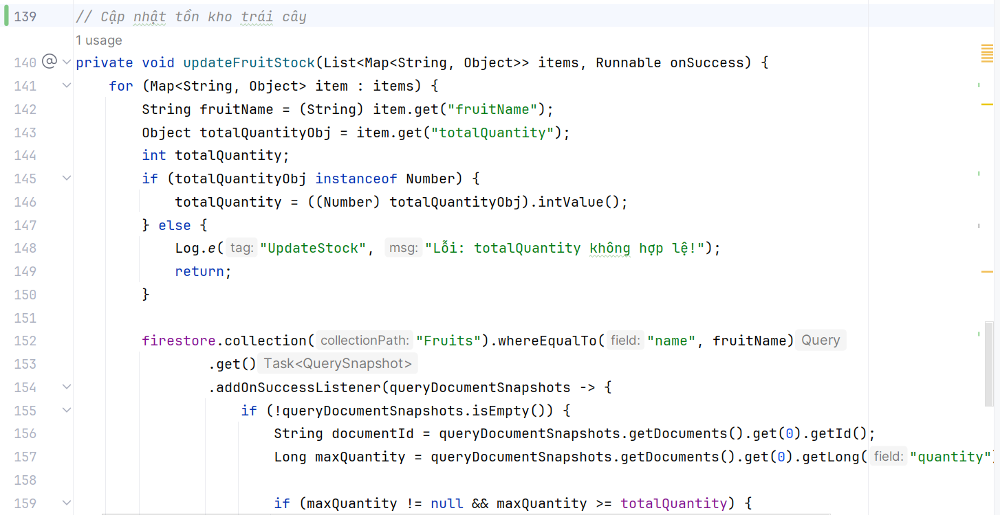 139 // Cập nhật tồn kho trái cây
1 usage
140 @ private void updateFruitStock(List<Map<String, Object>> items, Runnable onSuccess) {
141 for (Map<String, Object> item : items) {
142 String fruitName = (String) item.get("fruitName");
143 Object totalQuantityObj = item.get("totalQuantity");
144 int totalQuantity;
145 if (totalQuantityObj instanceof Number) {
146 totalQuantity = ((Number) totalQuantityObj).intValue();
147 } else {
148 Log.e( tag: "UpdateStock", msg: "Lỗi: totalQuantity không hợp lệ!");
149 return;
150 }
151
152 firestore.collection( collectionPath: "Fruits").whereEqualTo( field: "name", fruitName) Query
153 .get() Task<QuerySnapshot>
154 .addOnSuccessListener(queryDocumentSnapshots -> {
155 if (!queryDocumentSnapshots.isEmpty()) {
156 String documentId = queryDocumentSnapshots.getDocuments().get(0).getId();
157 Long maxQuantity = queryDocumentSnapshots.getDocuments().get(0).getLong( field: "quantity")
158
159 if (maxQuantity != null && maxQuantity >= totalQuantity) {